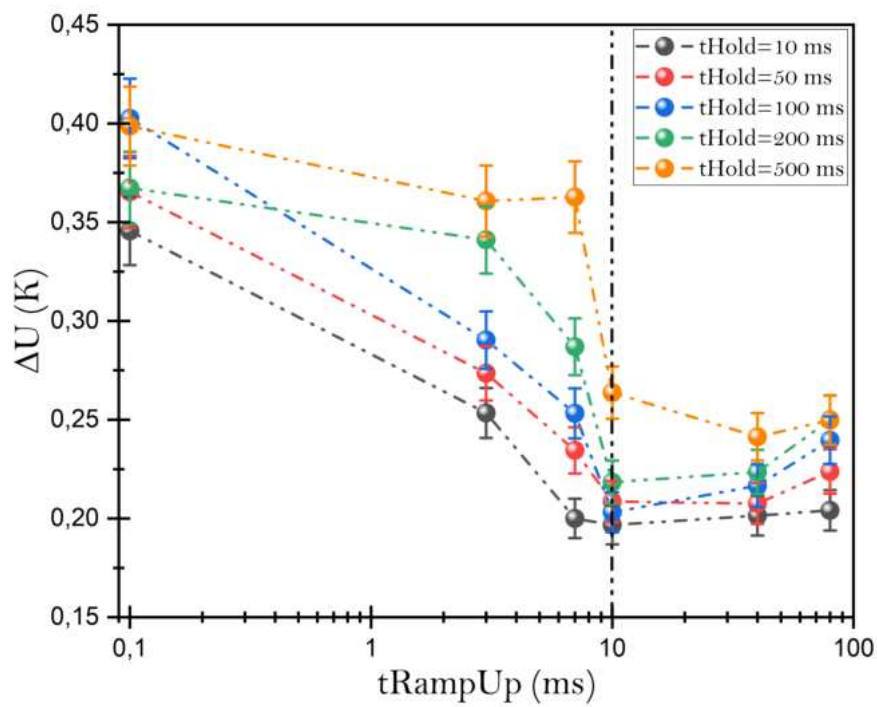 0,45
0,40
0,35
0,30
0,25
0,20
0,15
ΔU (K)
tHold=10 ms
tHold=50 ms
tHold=100 ms
tHold=200 ms
tHold=500 ms
0,1 1 10 100
tRampUp (ms)